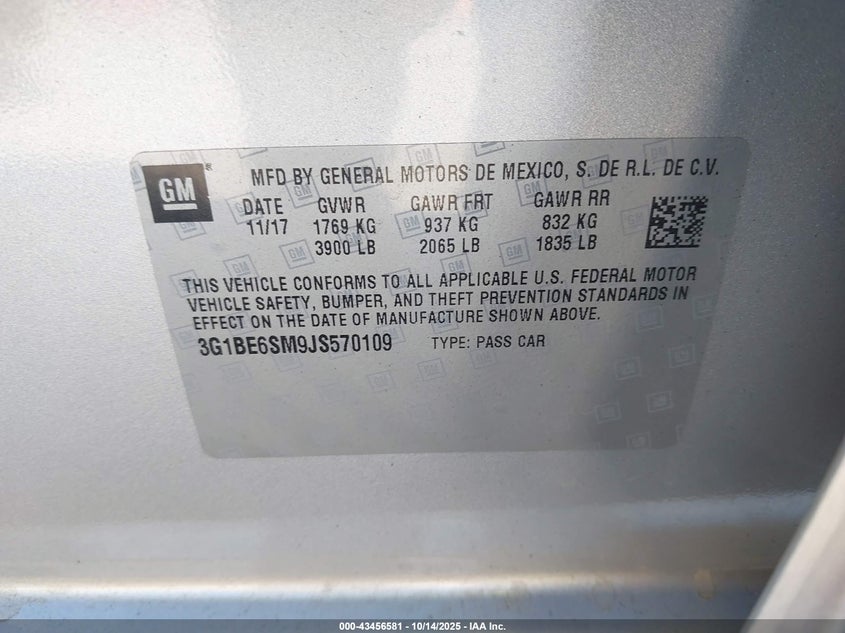 GM
MFD BY GENERAL MOTORS DE MEXICO, S. DE R.L. DE C.V.
DATE GVWR GAWR FRT GAWR RR
11/17 1769 KG 937 KG 832 KG
3900 LB 2065 LB 1835 LB
THIS VEHICLE CONFORMS TO ALL APPLICABLE U.S. FEDERAL MOTOR
VEHICLE SAFETY, BUMPER, AND THEFT PREVENTION STANDARDS IN
EFFECT ON THE DATE OF MANUFACTURE SHOWN ABOVE.
3G1BE6SM9JS570109 TYPE: PASS CAR
000-43456581 | 10/14/2025 - IAA Inc.